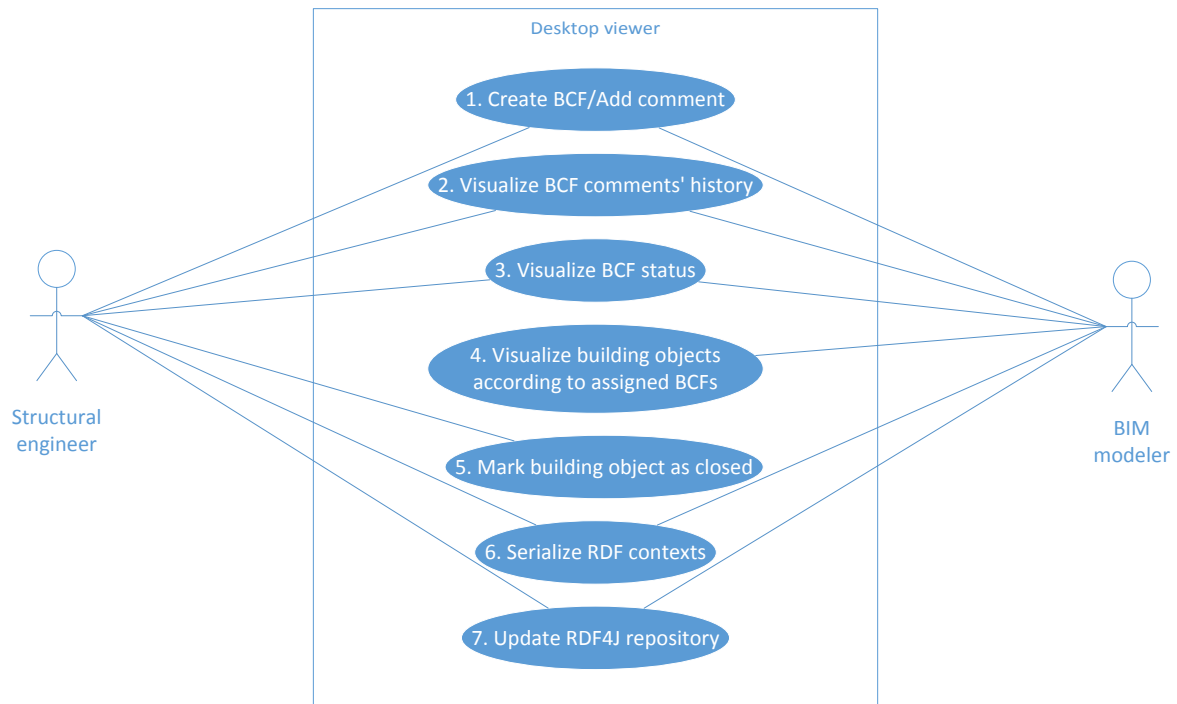 Desktop viewer
1. Create BCF/Add comment
2. Visualize BCF comments' history
3. Visualize BCF status
4. Visualize building objects
according to assigned BCFs
5. Mark building object as closed
6. Serialize RDF contexts
7. Update RDF4J repository
Structural
engineer
BIM
modeler